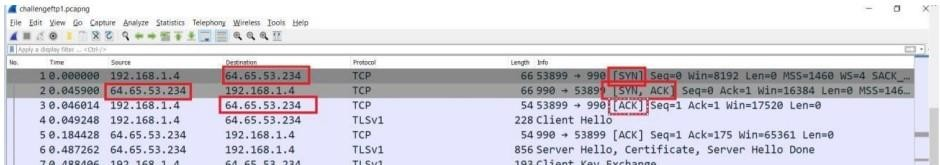 challengeftp1.pcapng
File Edit View Go Capture Analyze Statistics Telephony Wireless Tools Help
Apply a display filter ... <Ctrl-/>
No. Time Source Destination Protocol Length Info
1 0.000000 192.168.1.4 64.65.53.234 TCP 66 53899 → 990 [SYN] Seq=0 Win=8192 Len=0 MSS=1460 WS=4 SACK_...
2 0.045900 64.65.53.234 192.168.1.4 TCP 66 990 → 53899 [SYN, ACK] Seq=0 Ack=1 Win=16384 Len=0 MSS=146...
3 0.046014 192.168.1.4 64.65.53.234 TCP 54 53899 → 990 [ACK] Seq=1 Ack=1 Win=17520 Len=0
4 0.049248 192.168.1.4 64.65.53.234 TLSv1 228 Client Hello
5 0.184428 64.65.53.234 192.168.1.4 TCP 54 990 → 53899 [ACK] Seq=1 Ack=175 Win=65361 Len=0
6 0.487262 64.65.53.234 192.168.1.4 TLSv1 856 Server Hello, Certificate, Server Hello Done
7 0.488406 192.168.1.4 64.65.53.234 TLSv1 193 Client Key Exchange